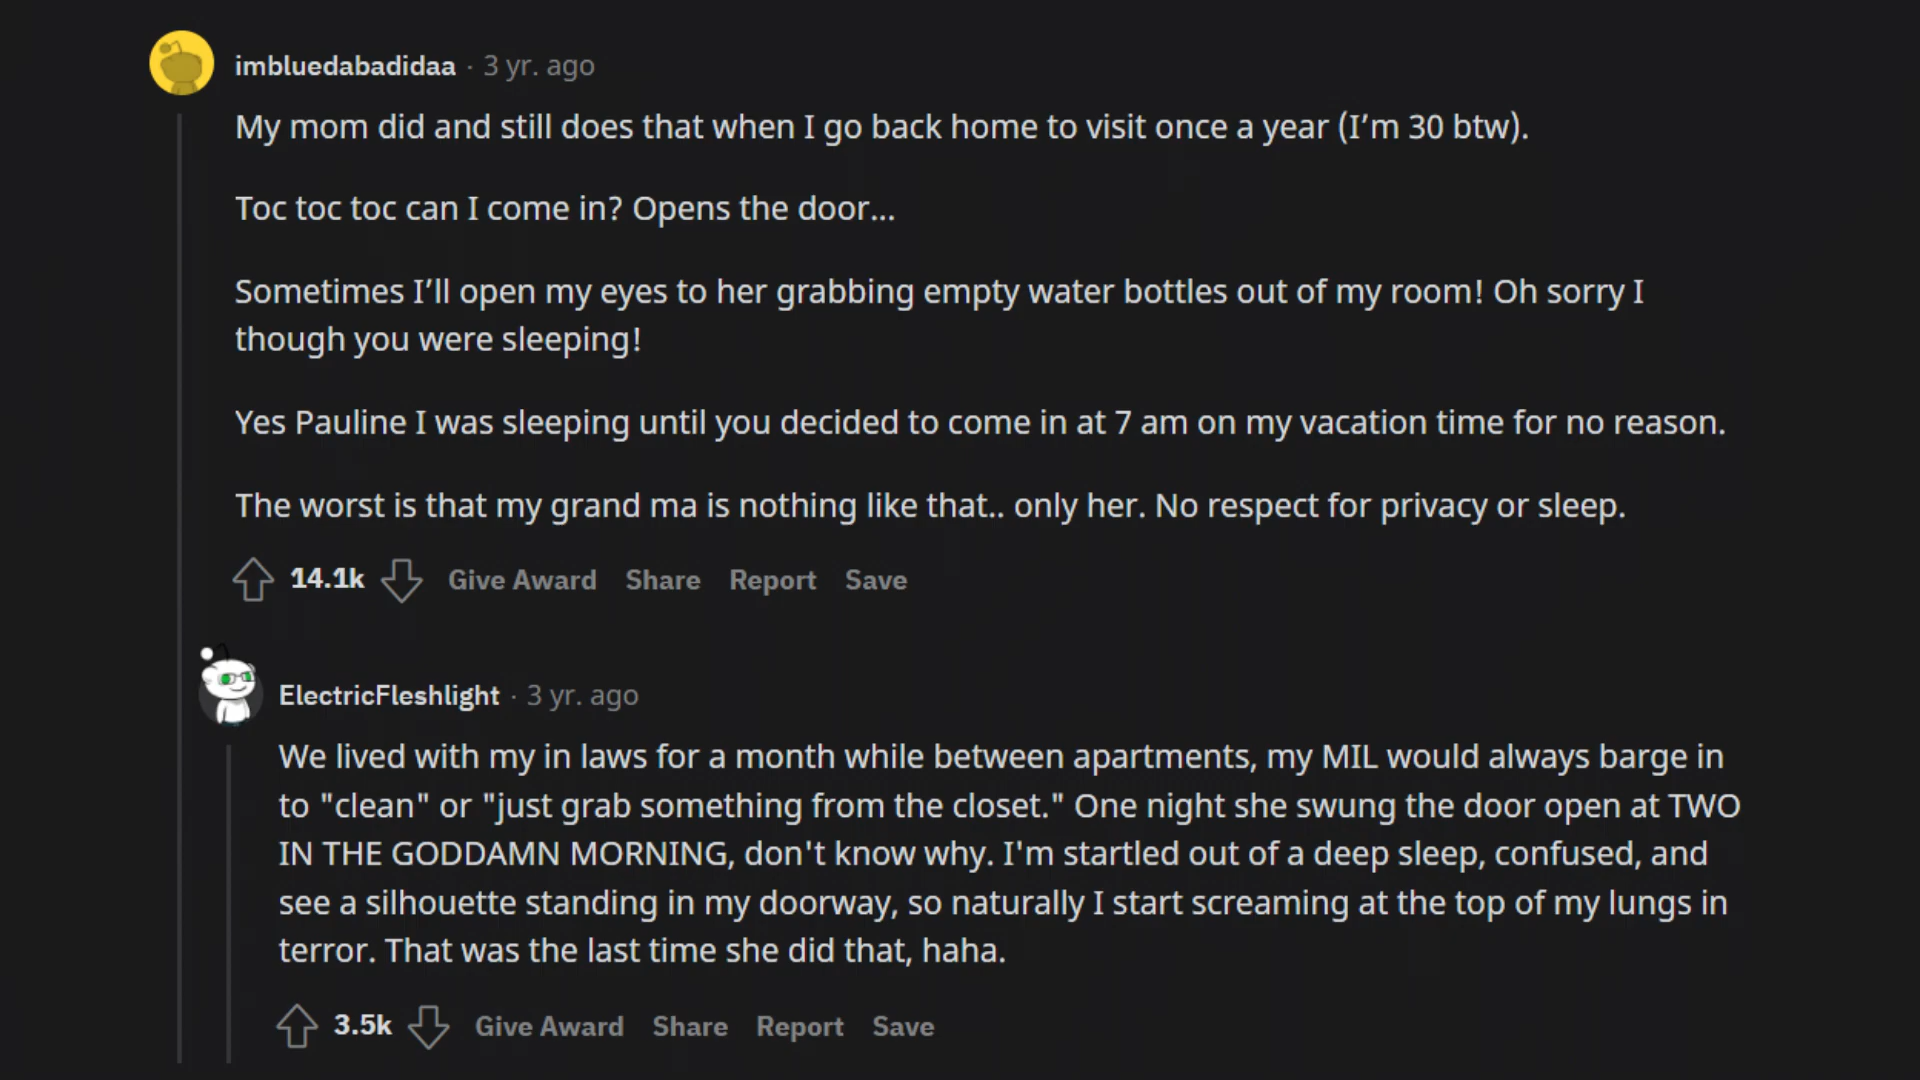 imbluedabadidaa · 3 yr. ago
My mom did and still does that when I go back home to visit once a year (I’m 30 btw).
Toc toc toc can I come in? Opens the door...
Sometimes I’ll open my eyes to her grabbing empty water bottles out of my room! Oh sorry I
though you were sleeping!
Yes Pauline I was sleeping until you decided to come in at 7 am on my vacation time for no reason.
The worst is that my grand ma is nothing like that.. only her. No respect for privacy or sleep.
14.1k Give Award Share Report Save
ElectricFleshlight · 3 yr. ago
We lived with my in laws for a month while between apartments, my MIL would always barge in
to "clean" or "just grab something from the closet." One night she swung the door open at TWO
IN THE GODDAMN MORNING, don't know why. I'm startled out of a deep sleep, confused, and
see a silhouette standing in my doorway, so naturally I start screaming at the top of my lungs in
terror. That was the last time she did that, haha.
3.5k Give Award Share Report Save